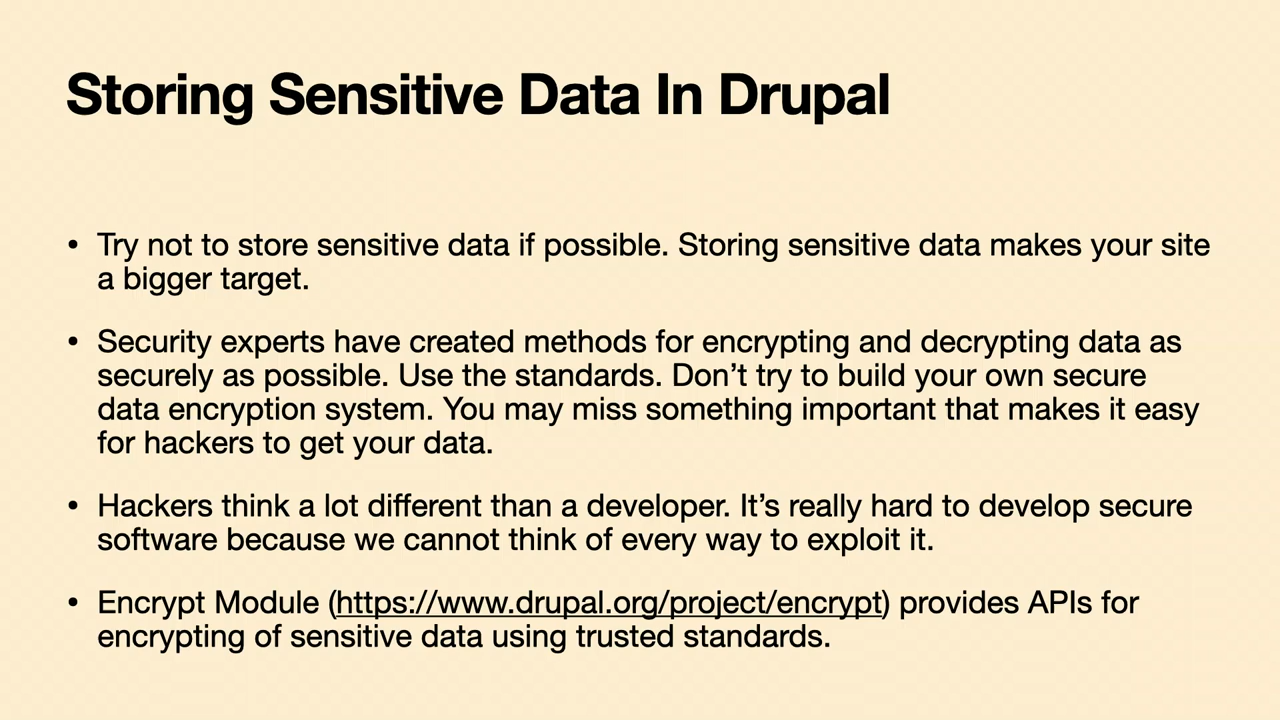 Storing Sensitive Data In Drupal
• Try not to store sensitive data if possible. Storing sensitive data makes your site
a bigger target.
• Security experts have created methods for encrypting and decrypting data as
securely as possible. Use the standards. Don’t try to build your own secure
data encryption system. You may miss something important that makes it easy
for hackers to get your data.
• Hackers think a lot different than a developer. It’s really hard to develop secure
software because we cannot think of every way to exploit it.
• Encrypt Module (https://www.drupal.org/project/encrypt) provides APIs for
encrypting of sensitive data using trusted standards.